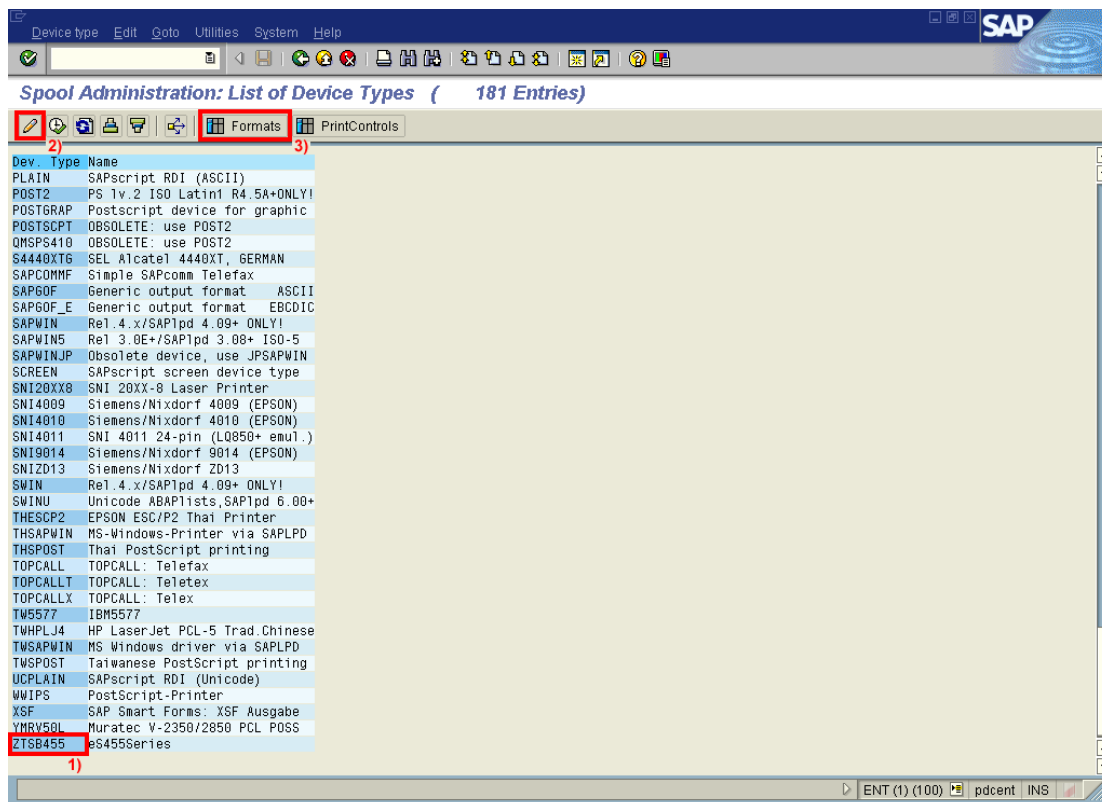 Device type Edit Goto Utilities System Help
SAP
Spool Administration: List of Device Types ( 181 Entries)
Formats PrintControls
2) 3)
Dev. Type Name
PLAIN SAPscript RDI (ASCII)
POST2 PS lv.2 ISO Latin1 R4.5A+ONLY!
POSTGRAP Postscript device for graphic
POSTSCPT OBSOLETE: use POST2
QMSPS410 OBSOLETE: use POST2
S4440XTG SEL Alcatel 4440XT, GERMAN
SAPCOMMF Simple SAPcomm Telefax
SAPGOF Generic output format ASCII
SAPGOF_E Generic output format EBCDIC
SAPWIN Rel.4.x/SAPlpd 4.09+ ONLY!
SAPWIN5 Rel 3.0E+/SAPlpd 3.08+ ISO-5
SAPWINJP Obsolete device, use JPSAPWIN
SCREEN SAPscript screen device type
SNI20XX8 SNI 20XX-8 Laser Printer
SNI4009 Siemens/Nixdorf 4009 (EPSON)
SNI4010 Siemens/Nixdorf 4010 (EPSON)
SNI4011 SNI 4011 24-pin (LQ850+ emul.)
SNI9014 Siemens/Nixdorf 9014 (EPSON)
SNIZD13 Siemens/Nixdorf ZD13
SWIN Rel.4.x/SAPlpd 4.09+ ONLY!
SWINU Unicode ABAPlists,SAPlpd 6.00+
THESCP2 EPSON ESC/P2 Thai Printer
THSAPWIN MS-Windows-Printer via SAPLPD
THSPOST Thai PostScript printing
TOPCALL TOPCALL: Telefax
TOPCALLT TOPCALL: Teletex
TOPCALLX TOPCALL: Telex
TW5577 IBM5577
TWHPLJ4 HP LaserJet PCL-5 Trad.Chinese
TWSAPWIN MS Windows driver via SAPLPD
TWSPOST Taiwanese PostScript printing
UCPLAIN SAPscript RDI (Unicode)
WWIPS PostScript-Printer
XSF SAP Smart Forms: XSF Ausgabe
YMRV50L Muratec V-2350/2850 PCL POSS
ZTSB455 eS455Series
1)
ENT (1) (100) pdcent INS